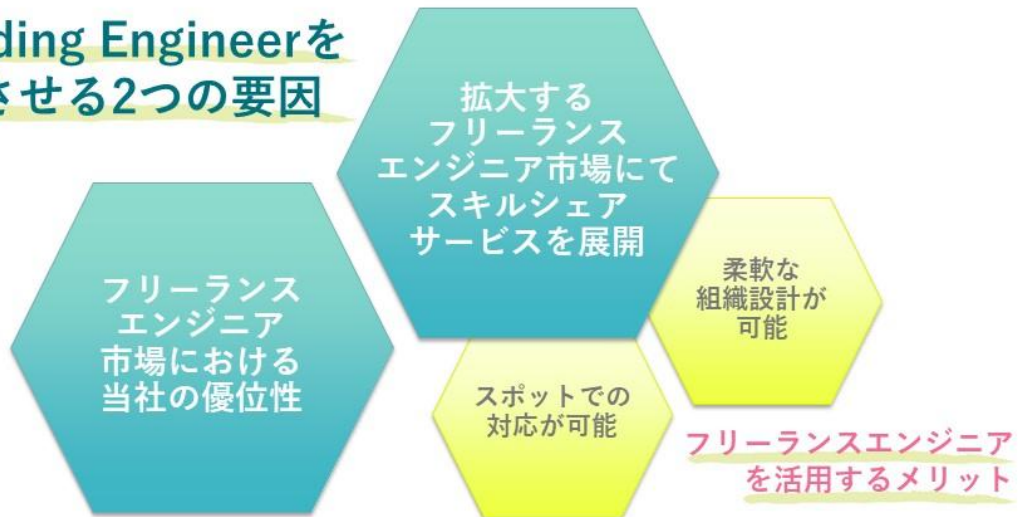 ding Engineerを
させる2つの要因
拡大する
フリーランス
エンジニア市場にて
スキルシェア
サービスを展開
フリーランス
エンジニア
市場における
当社の優位性
柔軟な
組織設計が
可能
スポットでの
対応が可能
フリーランスエンジニア
を活用するメリット